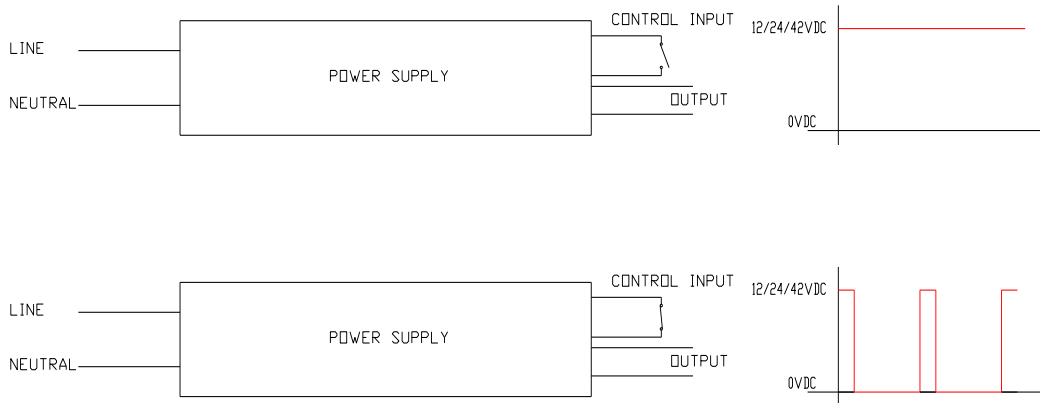 CONTROL INPUT
12/24/42VDC
LINE
POWER SUPPLY
NEUTRAL
OUTPUT
0VDC
CONTROL INPUT
12/24/42VDC
LINE
POWER SUPPLY
NEUTRAL
OUTPUT
0VDC